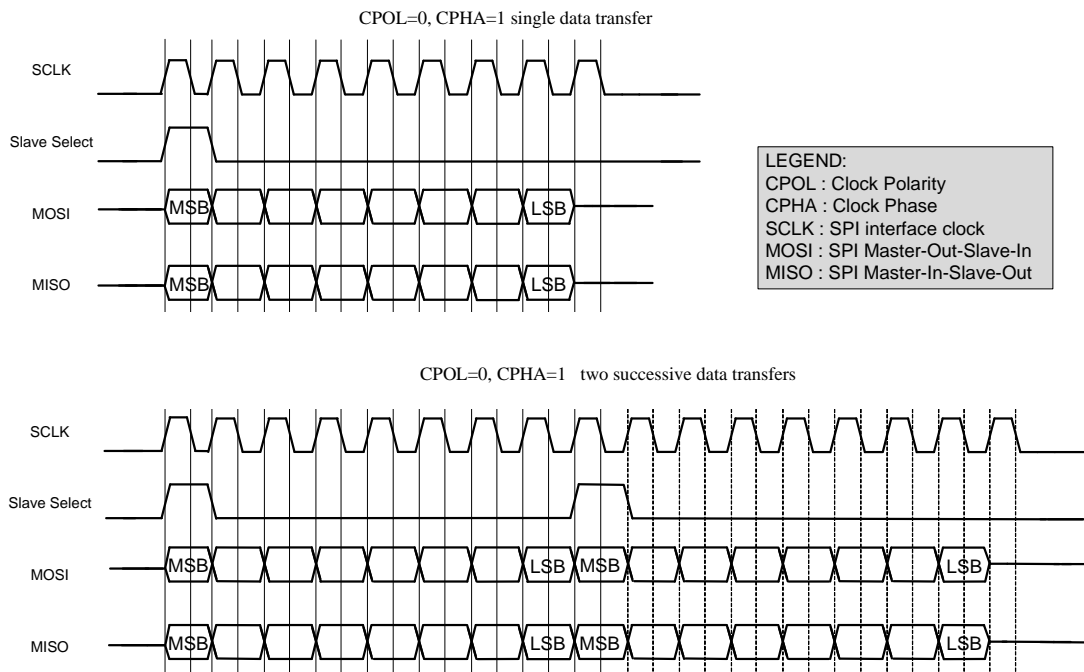 CPOL=0, CPHA=1 single data transfer
SCLK
Slave Select
MOSI
MSB
LSB
MISO
MSB
LSB
LEGEND:
CPOL : Clock Polarity
CPHA : Clock Phase
SCLK : SPI interface clock
MOSI : SPI Master-Out-Slave-In
MISO : SPI Master-In-Slave-Out
CPOL=0, CPHA=1 two successive data transfers
SCLK
Slave Select
MOSI
MSB
LSB
MSB
LSB
MISO
MSB
LSB
MSB
LSB